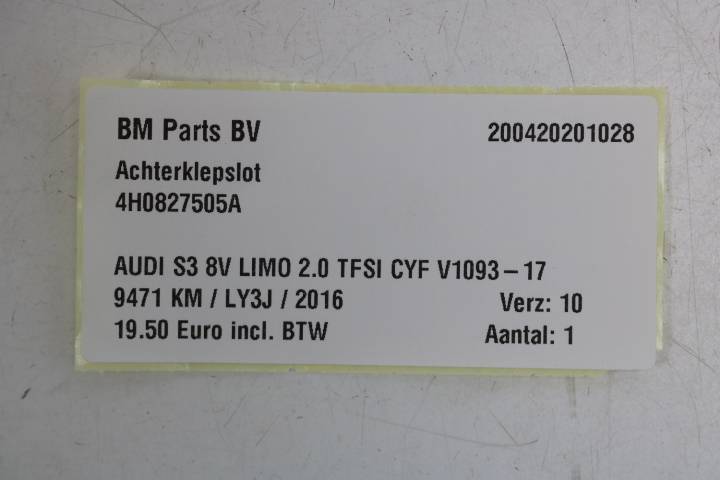 BM Parts BV 200420201028
Achterklepslot
4H0827505A
AUDI S3 8V LIMO 2.0 TFSI CYF V1093-17
9471 KM / LY3J / 2016 Verz: 10
19.50 Euro incl. BTW Aantal: 1